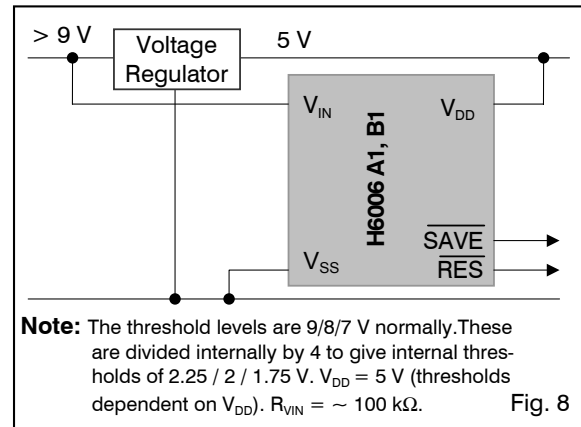 > 9 V
Voltage
Regulator
5 V
V_IN
V_DD
H6006 A1, B1
SAVE
RES
V_SS
Note: The threshold levels are 9/8/7 V normally.These
are divided internally by 4 to give internal thres-
holds of 2.25 / 2 / 1.75 V. V_DD = 5 V (thresholds
dependent on V_DD). R_VIN = ~ 100 kΩ.
Fig. 8